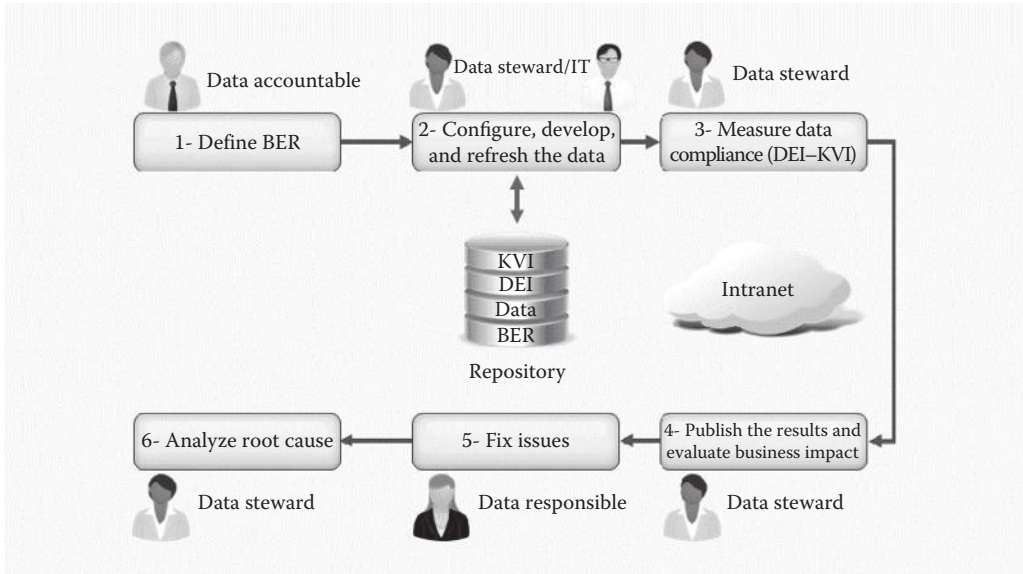 Data accountable
Data steward/IT
Data steward
1- Define BER
2- Configure, develop,
and refresh the data
3- Measure data
compliance (DEI–KVI)
KVI
DEI
Data
BER
Repository
Intranet
6- Analyze root cause
5- Fix issues
4- Publish the results and
evaluate business impact
Data steward
Data responsible
Data steward